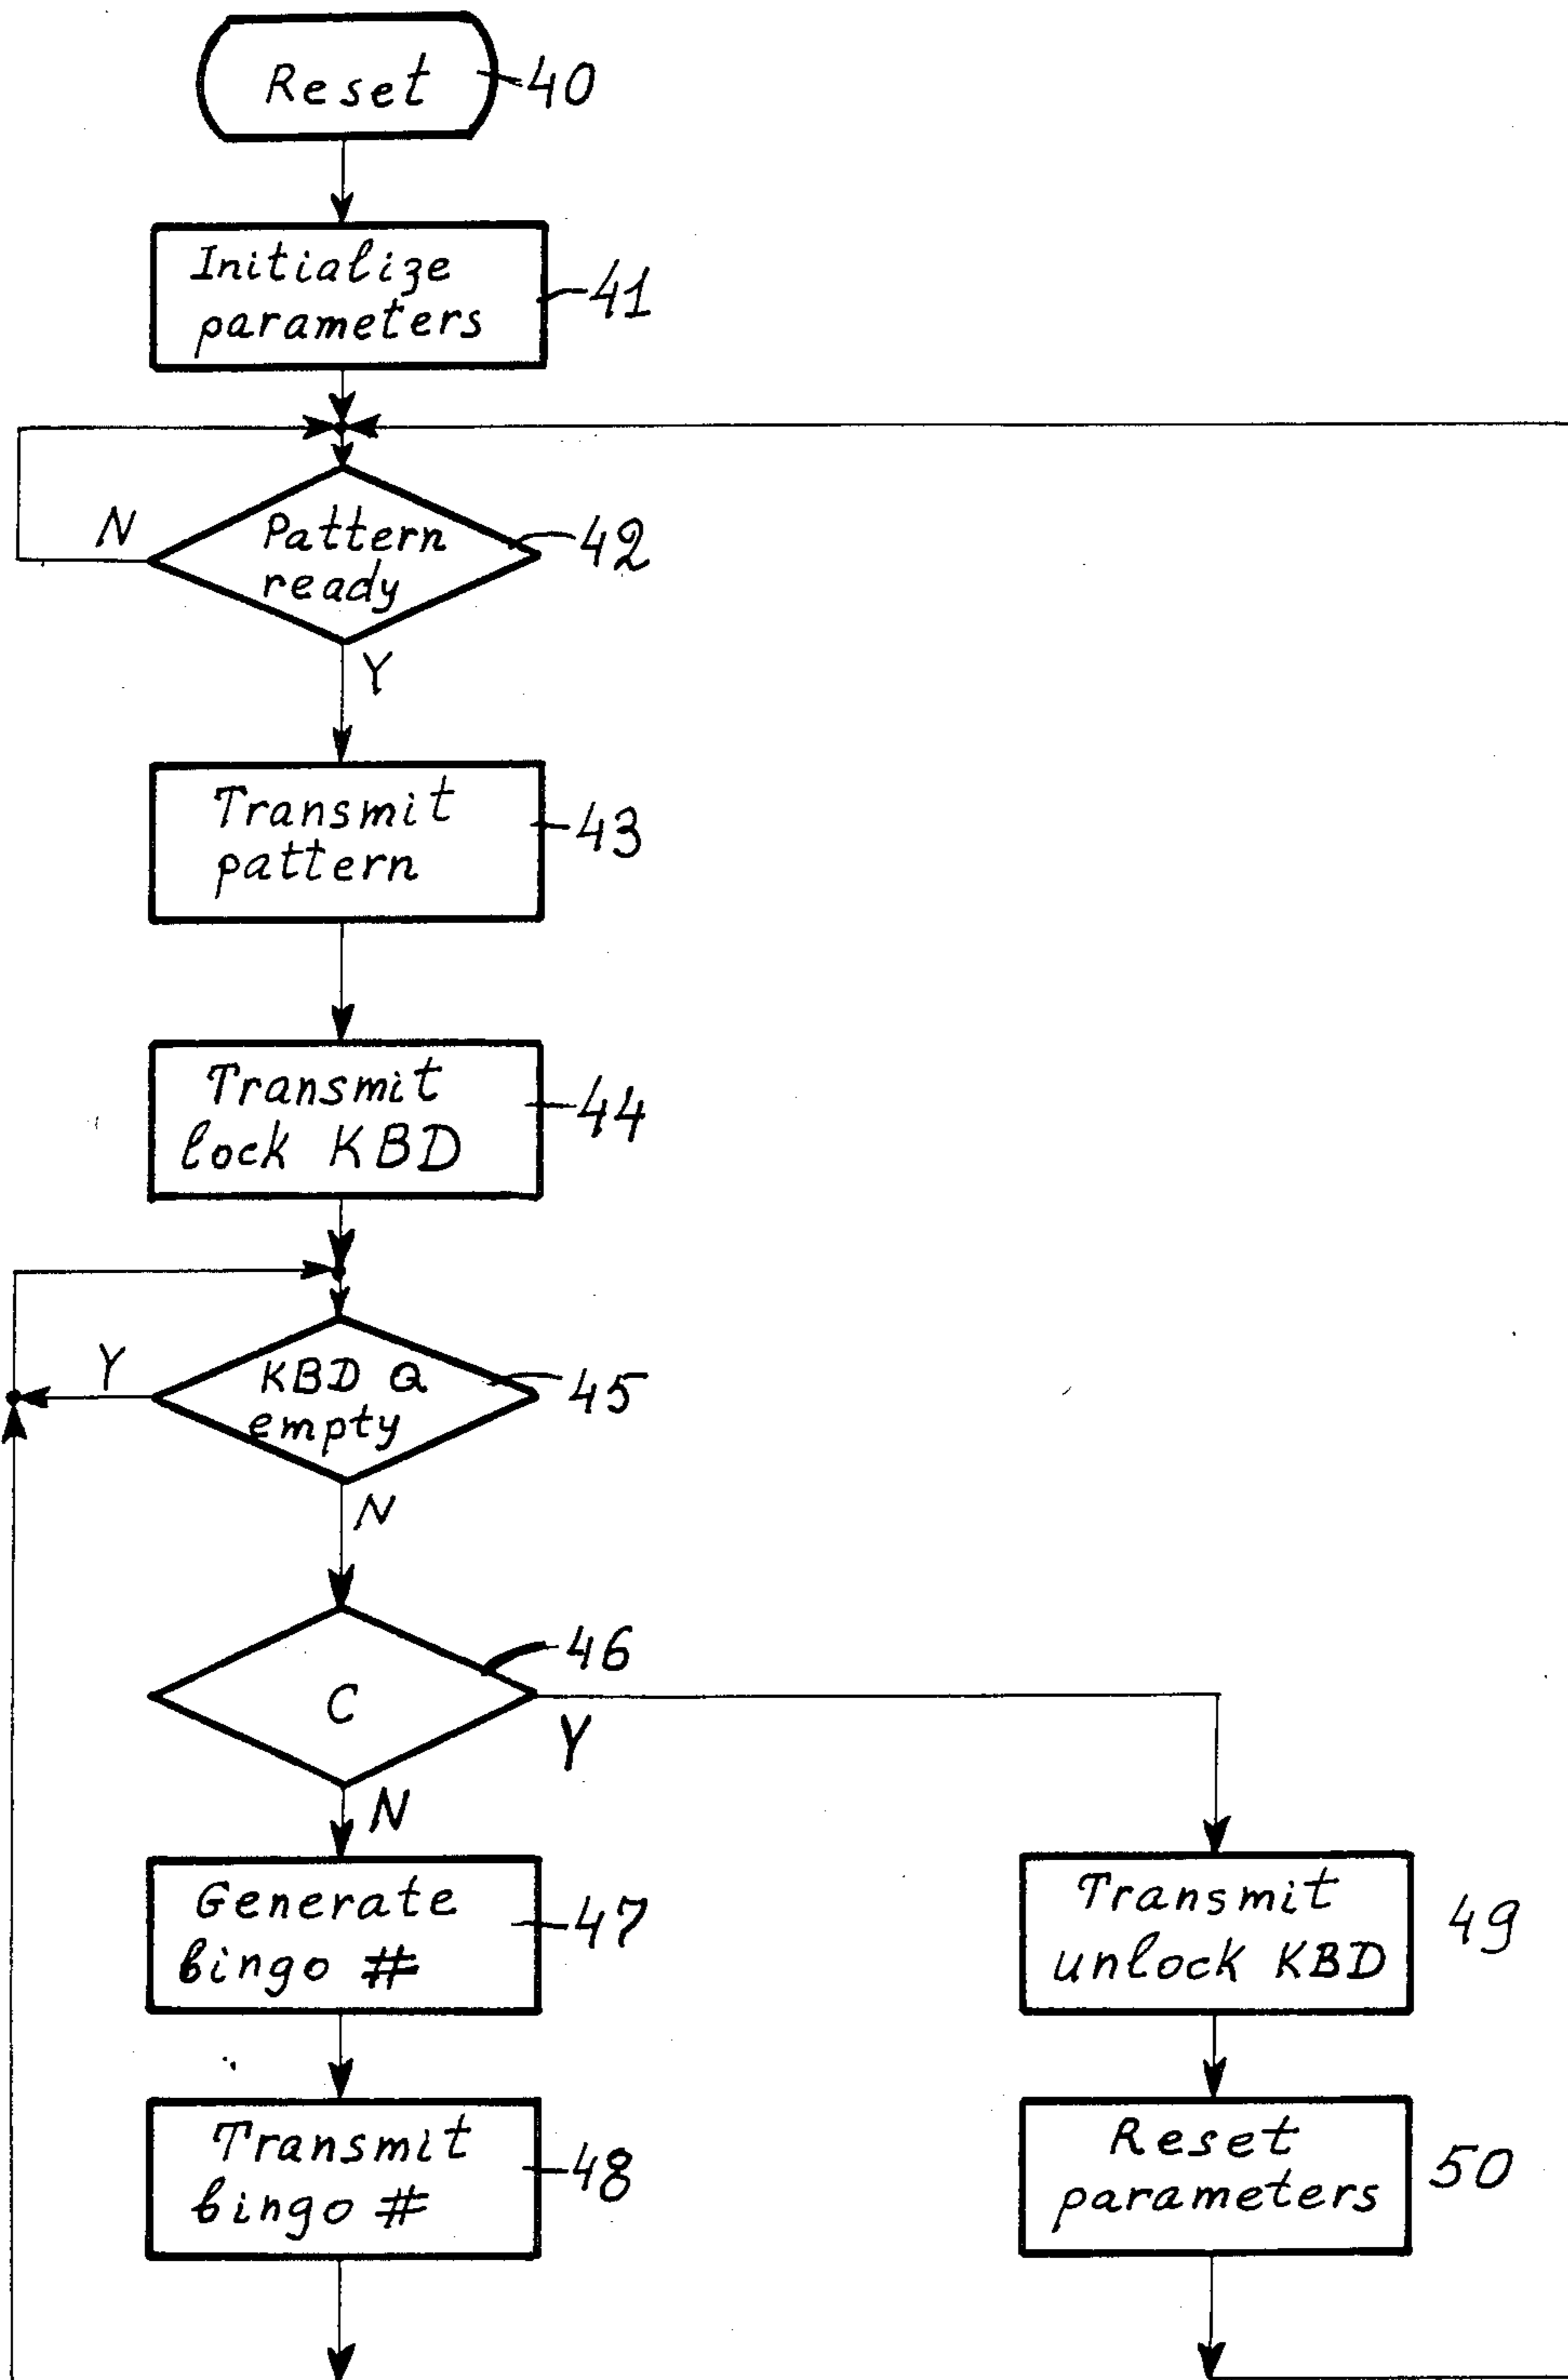 Reset
40
Initialize
parameters
41
N
Pattern
ready
42
Y
Transmit
pattern
43
Transmit
lock KBD
44
Y
KBD Q
empty
45
N
C
46
Y
N
Generate
bingo #
47
Transmit
unlock KBD
49
Transmit
bingo #
48
Reset
parameters
50